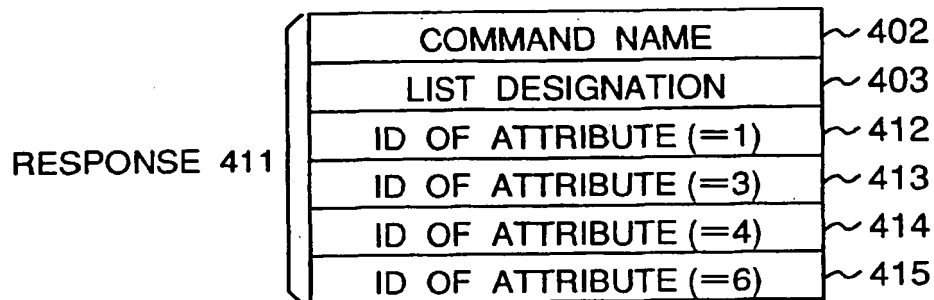 COMMAND NAME ~402
LIST DESIGNATION ~403
ID OF ATTRIBUTE (=1) ~412
RESPONSE 411
ID OF ATTRIBUTE (=3) ~413
ID OF ATTRIBUTE (=4) ~414
ID OF ATTRIBUTE (=6) ~415